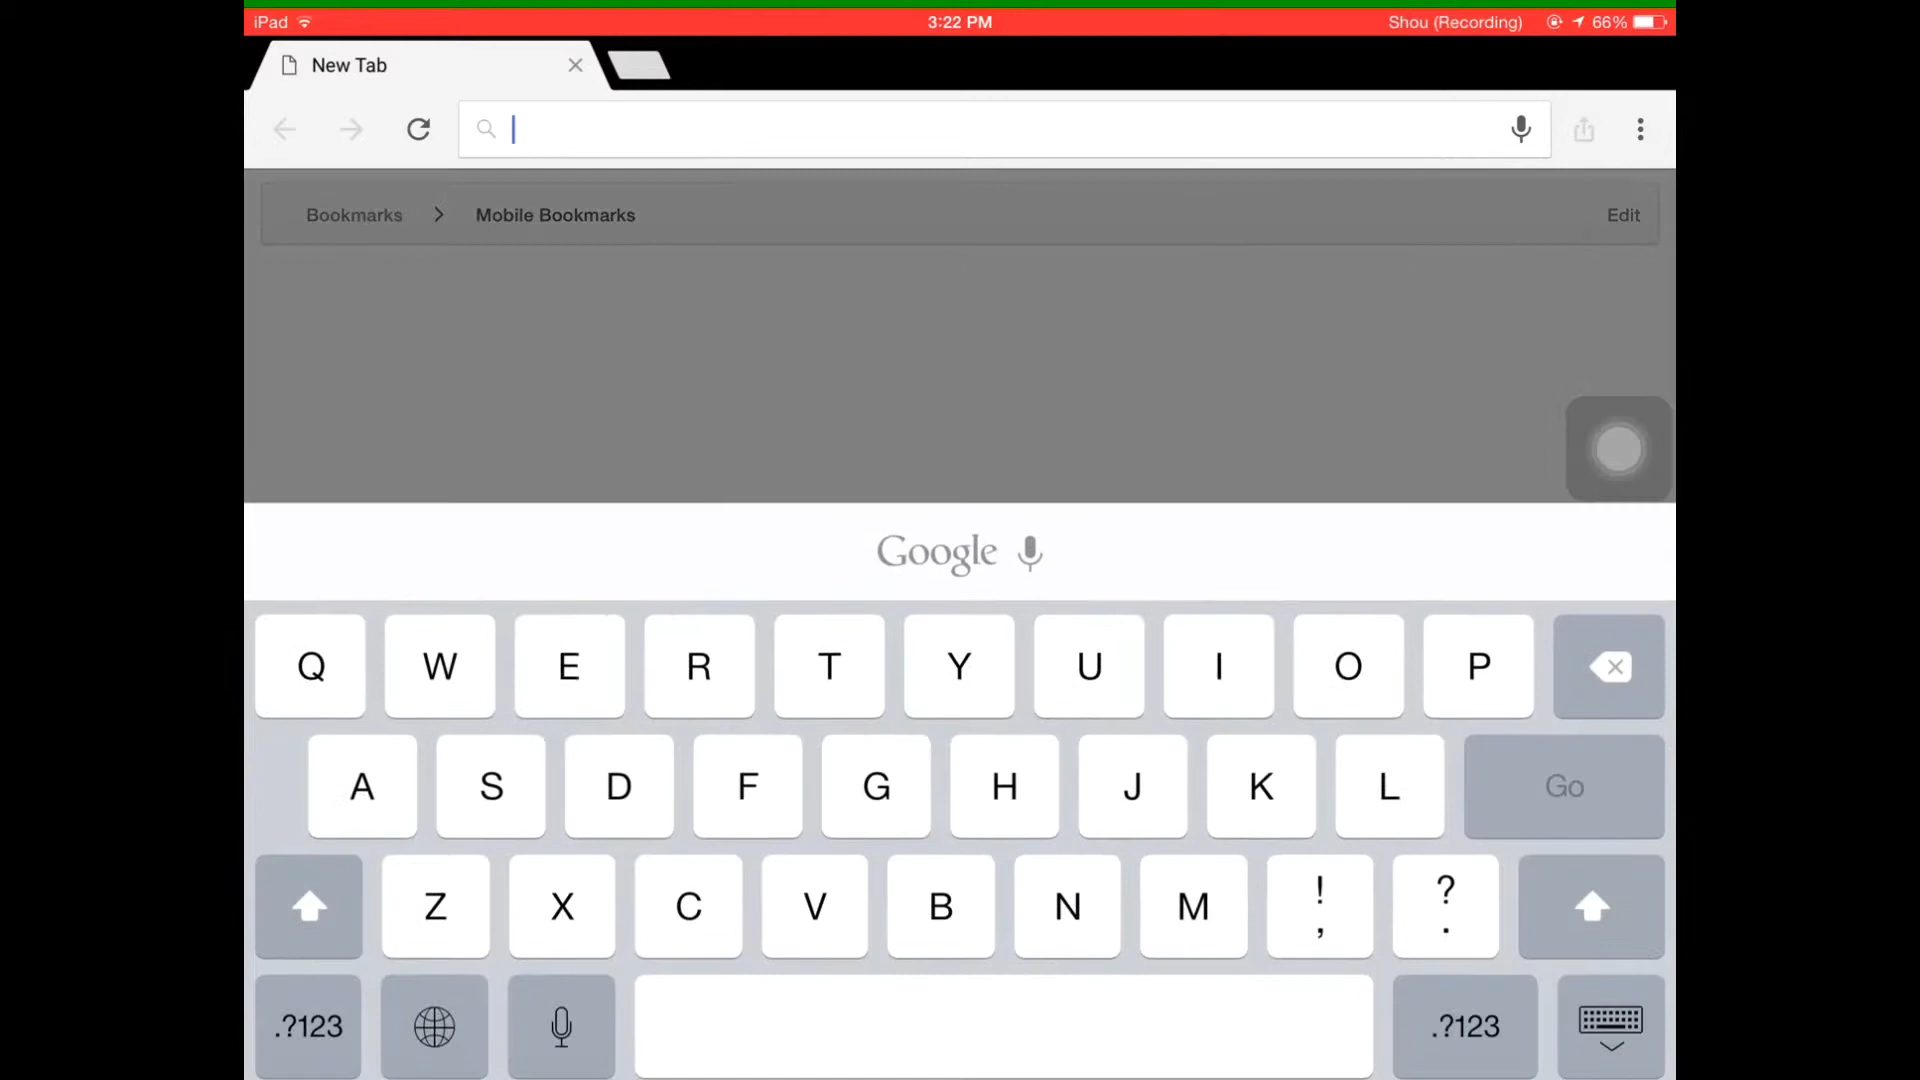 iPad 3:22 PM Shou (Recording) 66%
New Tab
Bookmarks Mobile Bookmarks Edit
Google
Q W E R T Y U I O P
A S D F G H J K L Go
Z X C V B N M ! , ? .
.?123 .?123